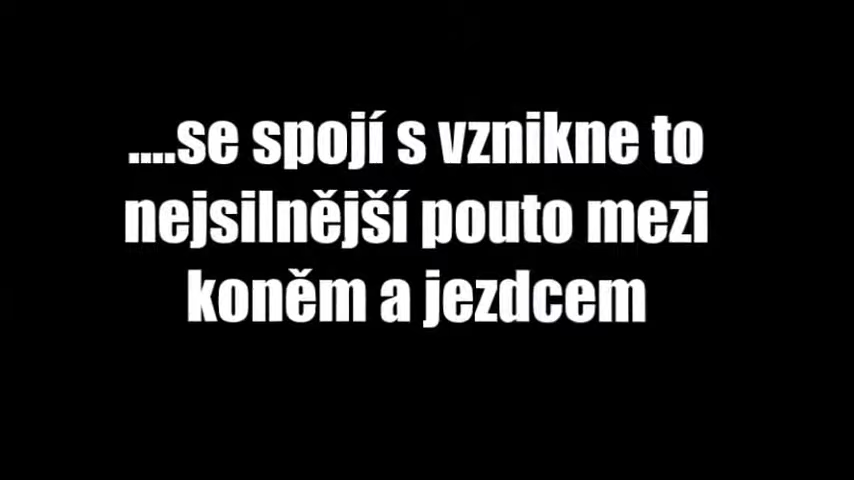 ....se spojí s vznikne to
nejsilnější pouto mezi
koněm a jezdcem